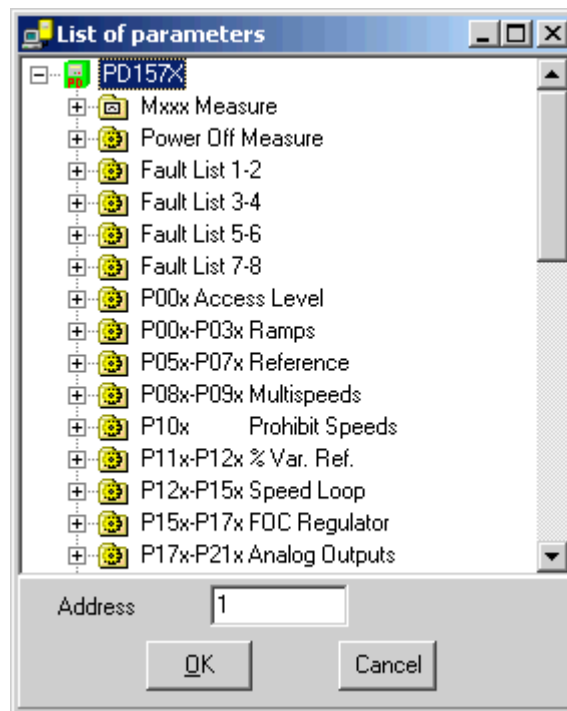 List of parameters
PD157X
Mxxx Measure
Power Off Measure
Fault List 1-2
Fault List 3-4
Fault List 5-6
Fault List 7-8
P00x Access Level
P00x-P03x Ramps
P05x-P07x Reference
P08x-P09x Multispeeds
P10x Prohibit Speeds
P11x-P12x % Var. Ref.
P12x-P15x Speed Loop
P15x-P17x FOC Regulator
P17x-P21x Analog Outputs
Address 1
OK Cancel